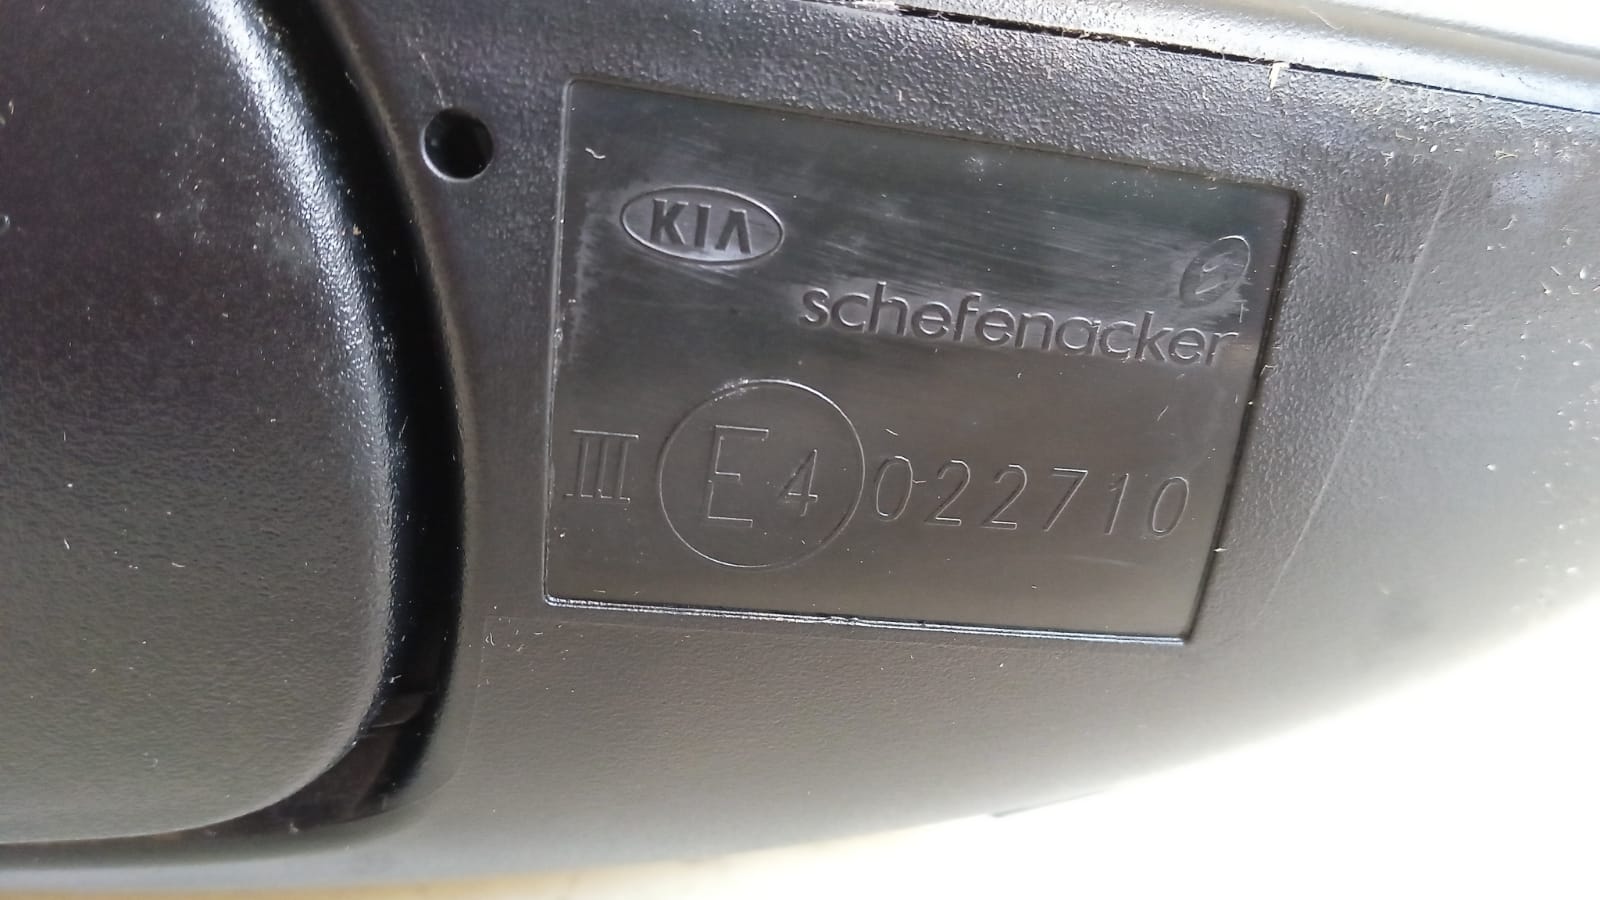 KIA
schefenacker
III E4 022710